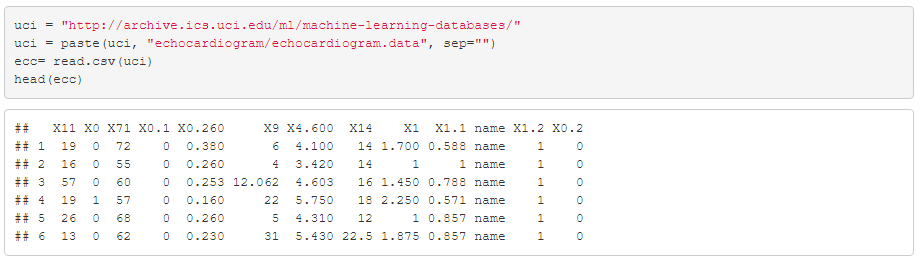 uci = "http://archive.ics.uci.edu/ml/machine-learning-databases/"
uci = paste(uci, "echocardiogram/echocardiogram.data", sep="")
ecc= read.csv(uci)
head(ecc)
##   X11 X0 X71 X0.1 X0.260     X9 X4.600  X14    X1  X1.1 name X1.2 X0.2
## 1  19  0  72    0  0.380      6  4.100   14 1.700 0.588 name    1    0
## 2  16  0  55    0  0.260      4  3.420   14     1     1 name    1    0
## 3  57  0  60    0  0.253 12.062  4.603   16 1.450 0.788 name    1    0
## 4  19  1  57    0  0.160     22  5.750   18 2.250 0.571 name    1    0
## 5  26  0  68    0  0.260      5  4.310   12     1 0.857 name    1    0
## 6  13  0  62    0  0.230     31  5.430 22.5 1.875 0.857 name    1    0